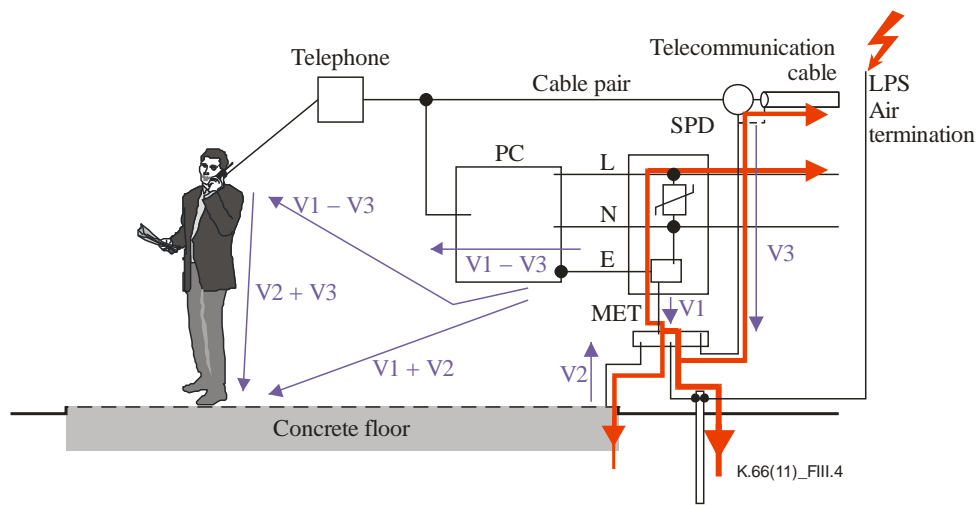 Telephone
Telecommunication
cable
Cable pair
LPS
Air
termination
SPD
PC
L
N
E
V1 – V3
V1 – V3
V2 + V3
V3
MET
V1
V1 + V2
V2
Concrete floor
K.66(11)_FIII.4